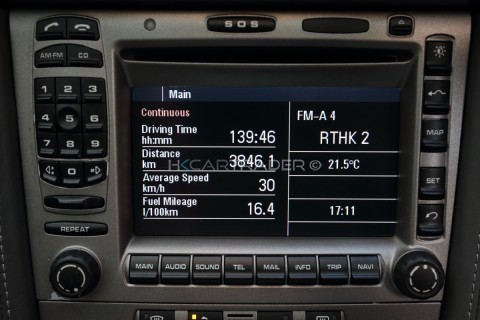 SOS
AM•FM
CD
1 2 3
4 5 6
7 8 9
0
REPEAT
Main
Continuous
Driving Time
hh:mm
139:46
Distance
km
3846.1
Average Speed
km/h
30
Fuel Mileage
l/100km
16.4
FM-A 4
RTHK 2
21.5°C
17:11
HKCARTRADER©
MAP
SET
MAIN AUDIO SOUND TEL MAIL INFO TRIP NAVI